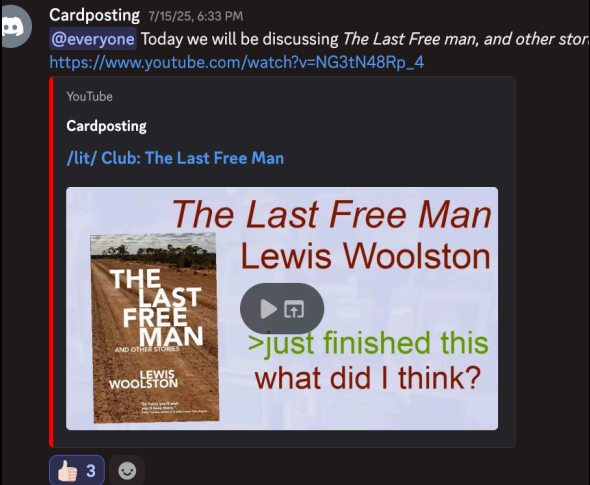 Cardposting 7/15/25, 6:33 PM
@everyone Today we will be discussing The Last Free man, and other stor
https://www.youtube.com/watch?v=NG3tN48Rp_4
YouTube
Cardposting
/lit/ Club: The Last Free Man
The Last Free Man
Lewis Woolston
THE
LAST
FREE
MAN
AND OTHER STORIES
LEWIS
WOOLSTON
>just finished this
what did I think?
3